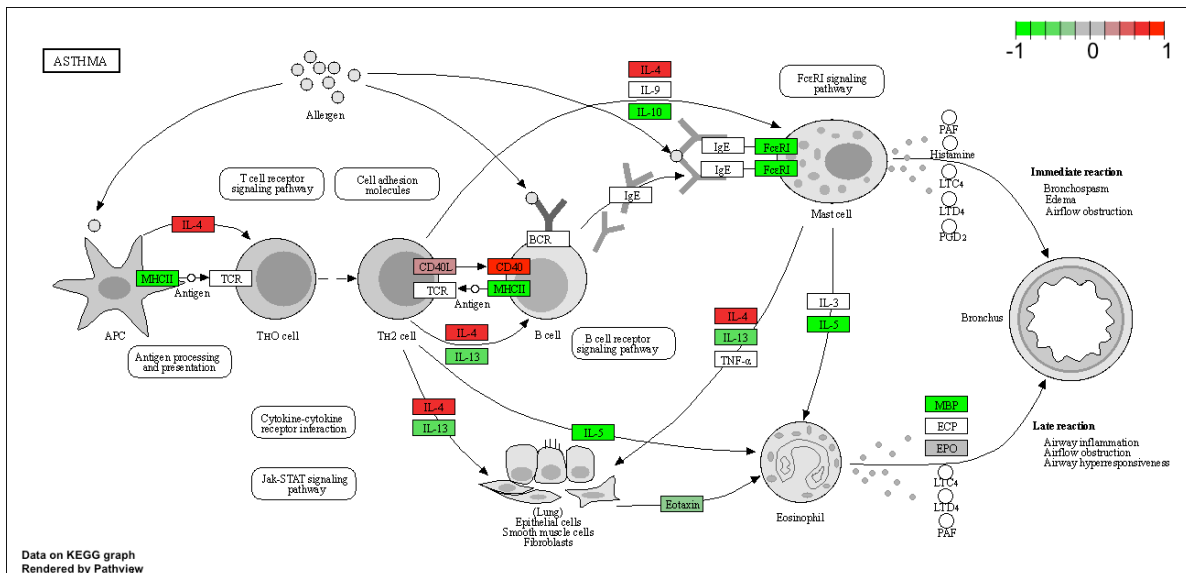 ASTHMA
-1 0 1
Allergen
IL-4
IL-9
IL-10
FcεRI signaling
pathway
T cell receptor
signaling pathway
Cell adhesion
molecules
IgE
FcεRI
IgE
FcεRI
IgE
Mast cell
PAF
Histamine
LTC4
LTD4
PGD2
Immediate reaction
Bronchospasm
Edema
Airflow obstruction
IL-4
MHCII
Antigen
TCR
APC
TH0 cell
CD40L
CD40
TCR
Antigen
MHCII
BCR
TH2 cell
B cell
IL-4
IL-13
B cell receptor
signaling pathway
Antigen processing
and presentation
IL-4
IL-13
TNF-α
IL-3
IL-5
Bronchus
Cytokine-cytokine
receptor interaction
Jak-STAT signaling
pathway
IL-4
IL-13
IL-5
(Lung)
Epithelial cells
Smooth muscle cells
Fibroblasts
Eotaxin
Eosinophil
MBP
ECP
EPO
LTC4
LTD4
PAF
Late reaction
Airway inflammation
Airflow obstruction
Airway hyperresponsiveness
Data on KEGG graph
Rendered by Pathview